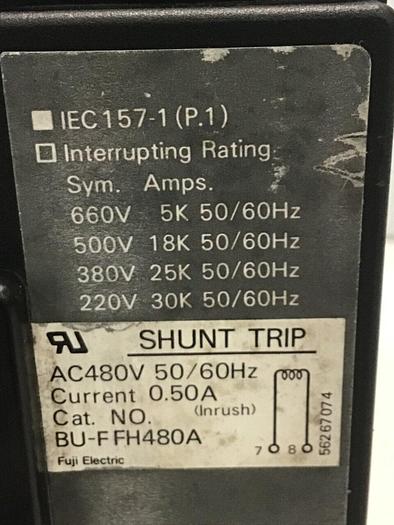 IEC 157-1 (P.1)
Interrupting Rating
Sym. Amps.
660V 5K 50/60Hz
500V 18K 50/60Hz
380V 25K 50/60Hz
220V 30K 50/60Hz
SHUNT TRIP
AC480V 50/60Hz
Current 0.50A
Cat. NO. (Inrush)
BU-FFH480A
Fuji Electric
7 8
56267074